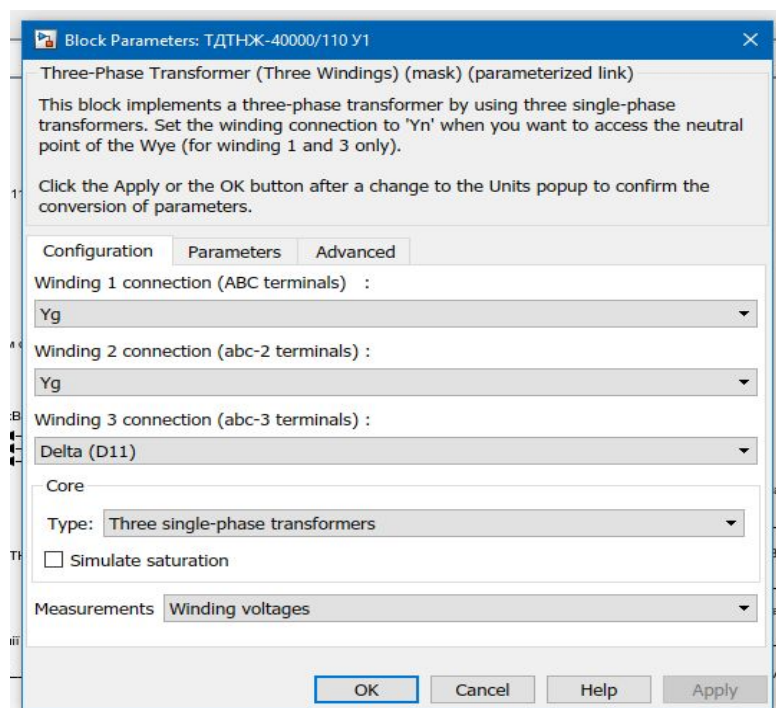 Block Parameters: ТДТНЖ-40000/110 У1
Three-Phase Transformer (Three Windings) (mask) (parameterized link)
This block implements a three-phase transformer by using three single-phase
transformers. Set the winding connection to 'Yn' when you want to access the neutral
point of the Wye (for winding 1 and 3 only).
Click the Apply or the OK button after a change to the Units popup to confirm the
conversion of parameters.
Configuration Parameters Advanced
Winding 1 connection (ABC terminals) :
Yg
Winding 2 connection (abc-2 terminals) :
Yg
Winding 3 connection (abc-3 terminals) :
Delta (D11)
Core
Type: Three single-phase transformers
Simulate saturation
Measurements Winding voltages
OK Cancel Help Apply